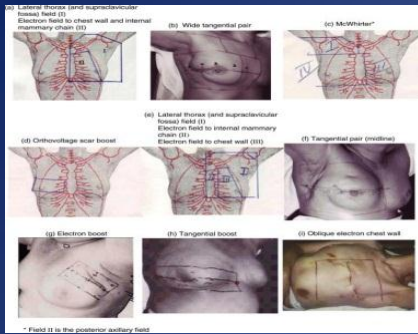 (a) Lateral thorax (and supraclavicular
fossa) field (I)
Electron field to chest wall and internal
mammary chain (II)
(b) Wide tangential pair
(c) McWhirter*
(d) Orthovoltage scar boost
(e) Lateral thorax (and supraclavicular
fossa) field (I)
Electron field to internal mammary
chain (II)
Electron field to chest wall (III)
(f) Tangential pair (midline)
(g) Electron boost
(h) Tangential boost
(i) Oblique electron chest wall
* Field II is the posterior axillary field